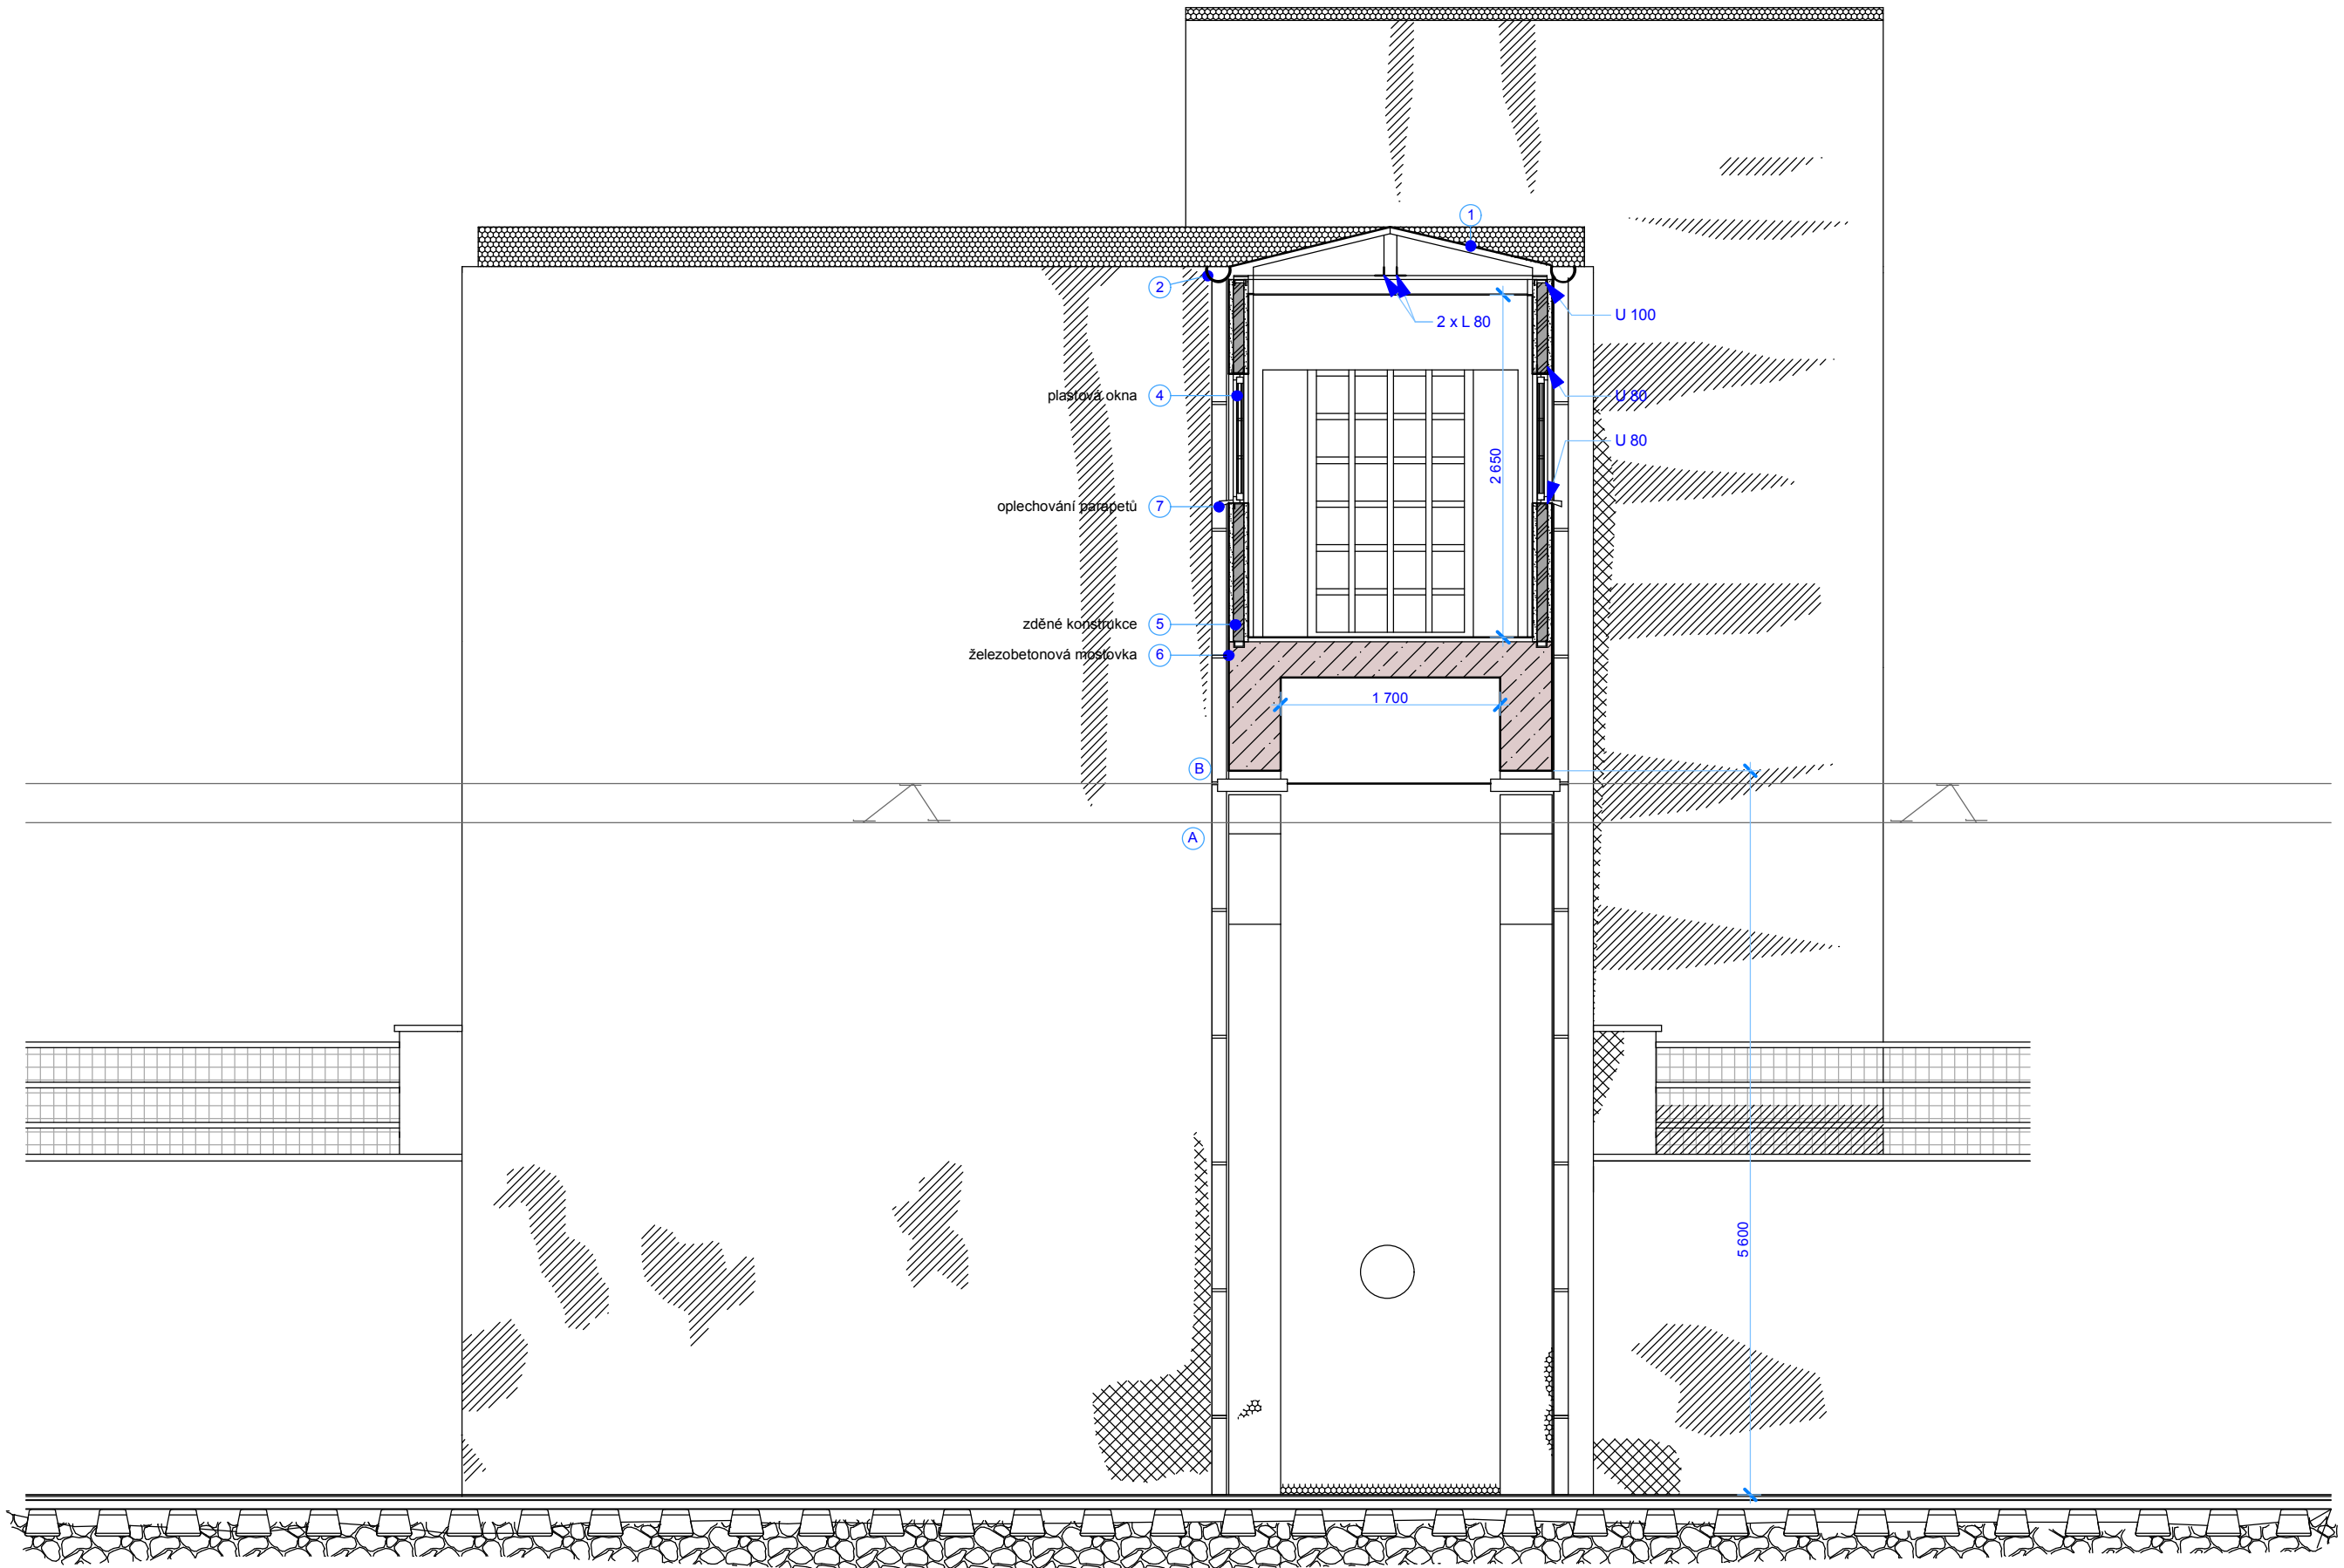 1
2
2 x L 80
U 100
plastová okna 4
U 80
U 80
2 650
oplechování parapetů 7
zděné konstrukce 5
železobetonová mostovka 6
1 700
B
A
5 600